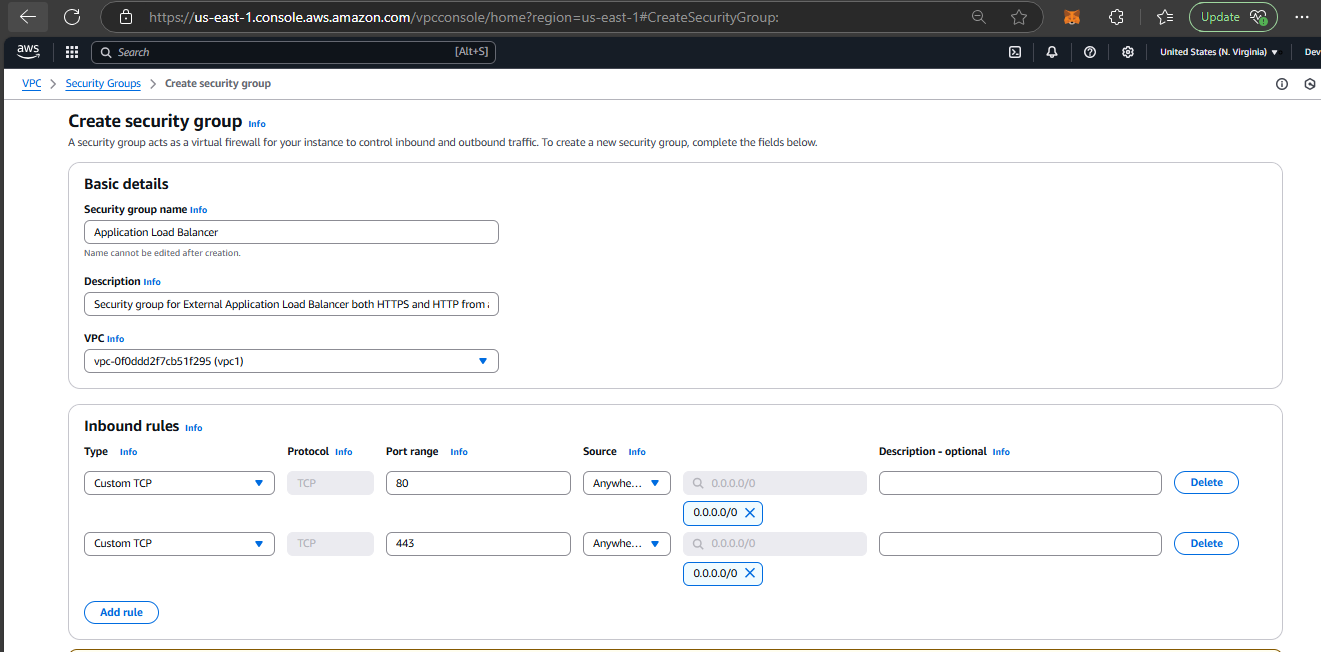 https://us-east-1.console.aws.amazon.com/vpcconsole/home?region=us-east-1#CreateSecurityGroup:
Update
aws
Search
[Alt+S]
United States (N. Virginia)
VPC > Security Groups > Create security group
Create security group Info
A security group acts as a virtual firewall for your instance to control inbound and outbound traffic. To create a new security group, complete the fields below.
Basic details
Security group name Info
Application Load Balancer
Name cannot be edited after creation.
Description Info
Security group for External Application Load Balancer both HTTPS and HTTP from
VPC Info
vpc-0f0ddd2f7cb51f295 (vpc1)
Inbound rules Info
Type Info Protocol Info Port range Info Source Info Description - optional Info
Custom TCP TCP 80 Anywhe... 0.0.0.0/0 Delete
0.0.0.0/0
Custom TCP TCP 443 Anywhe... 0.0.0.0/0 Delete
0.0.0.0/0
Add rule